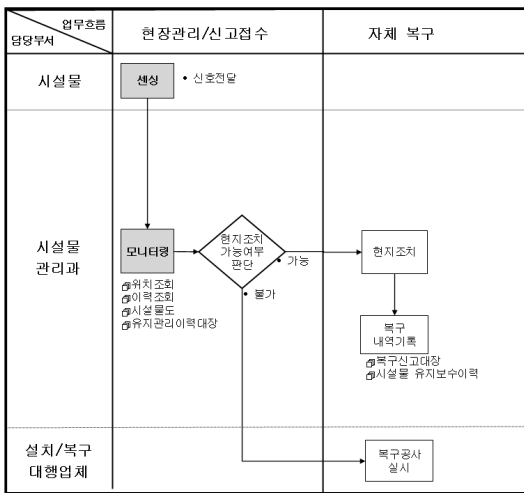 업무흐름
담당부서
현장관리/신고접수
자체 복구
시설물
센싱
• 신호전달
시설물
관리과
모니터링
현지조치
가능여부
판단
• 가능
현지조치
위치조회
이력조회
시설물도
유지관리이력대장
• 불가
복구
내역기록
복구신고대장
시설물 유지보수이력
설치/복구
대행업체
복구공사
실시